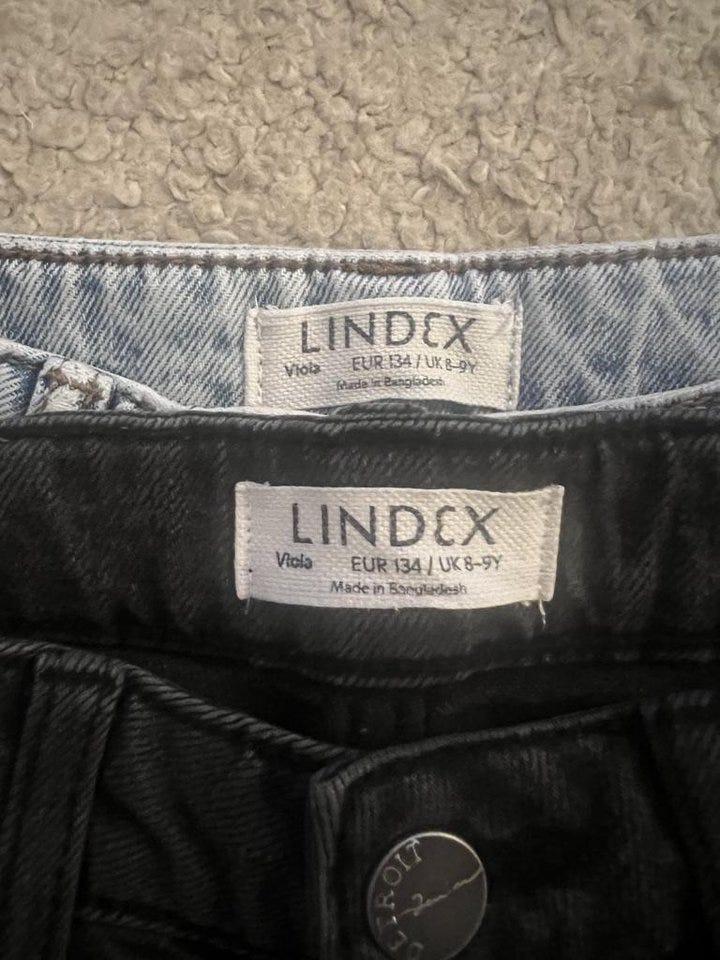 LINDEX
Viola EUR 134 / UK 8-9Y
Made in Bangladesh
LINDEX
Viola EUR 134 / UK 8-9Y
Made in Bangladesh
DETROIT